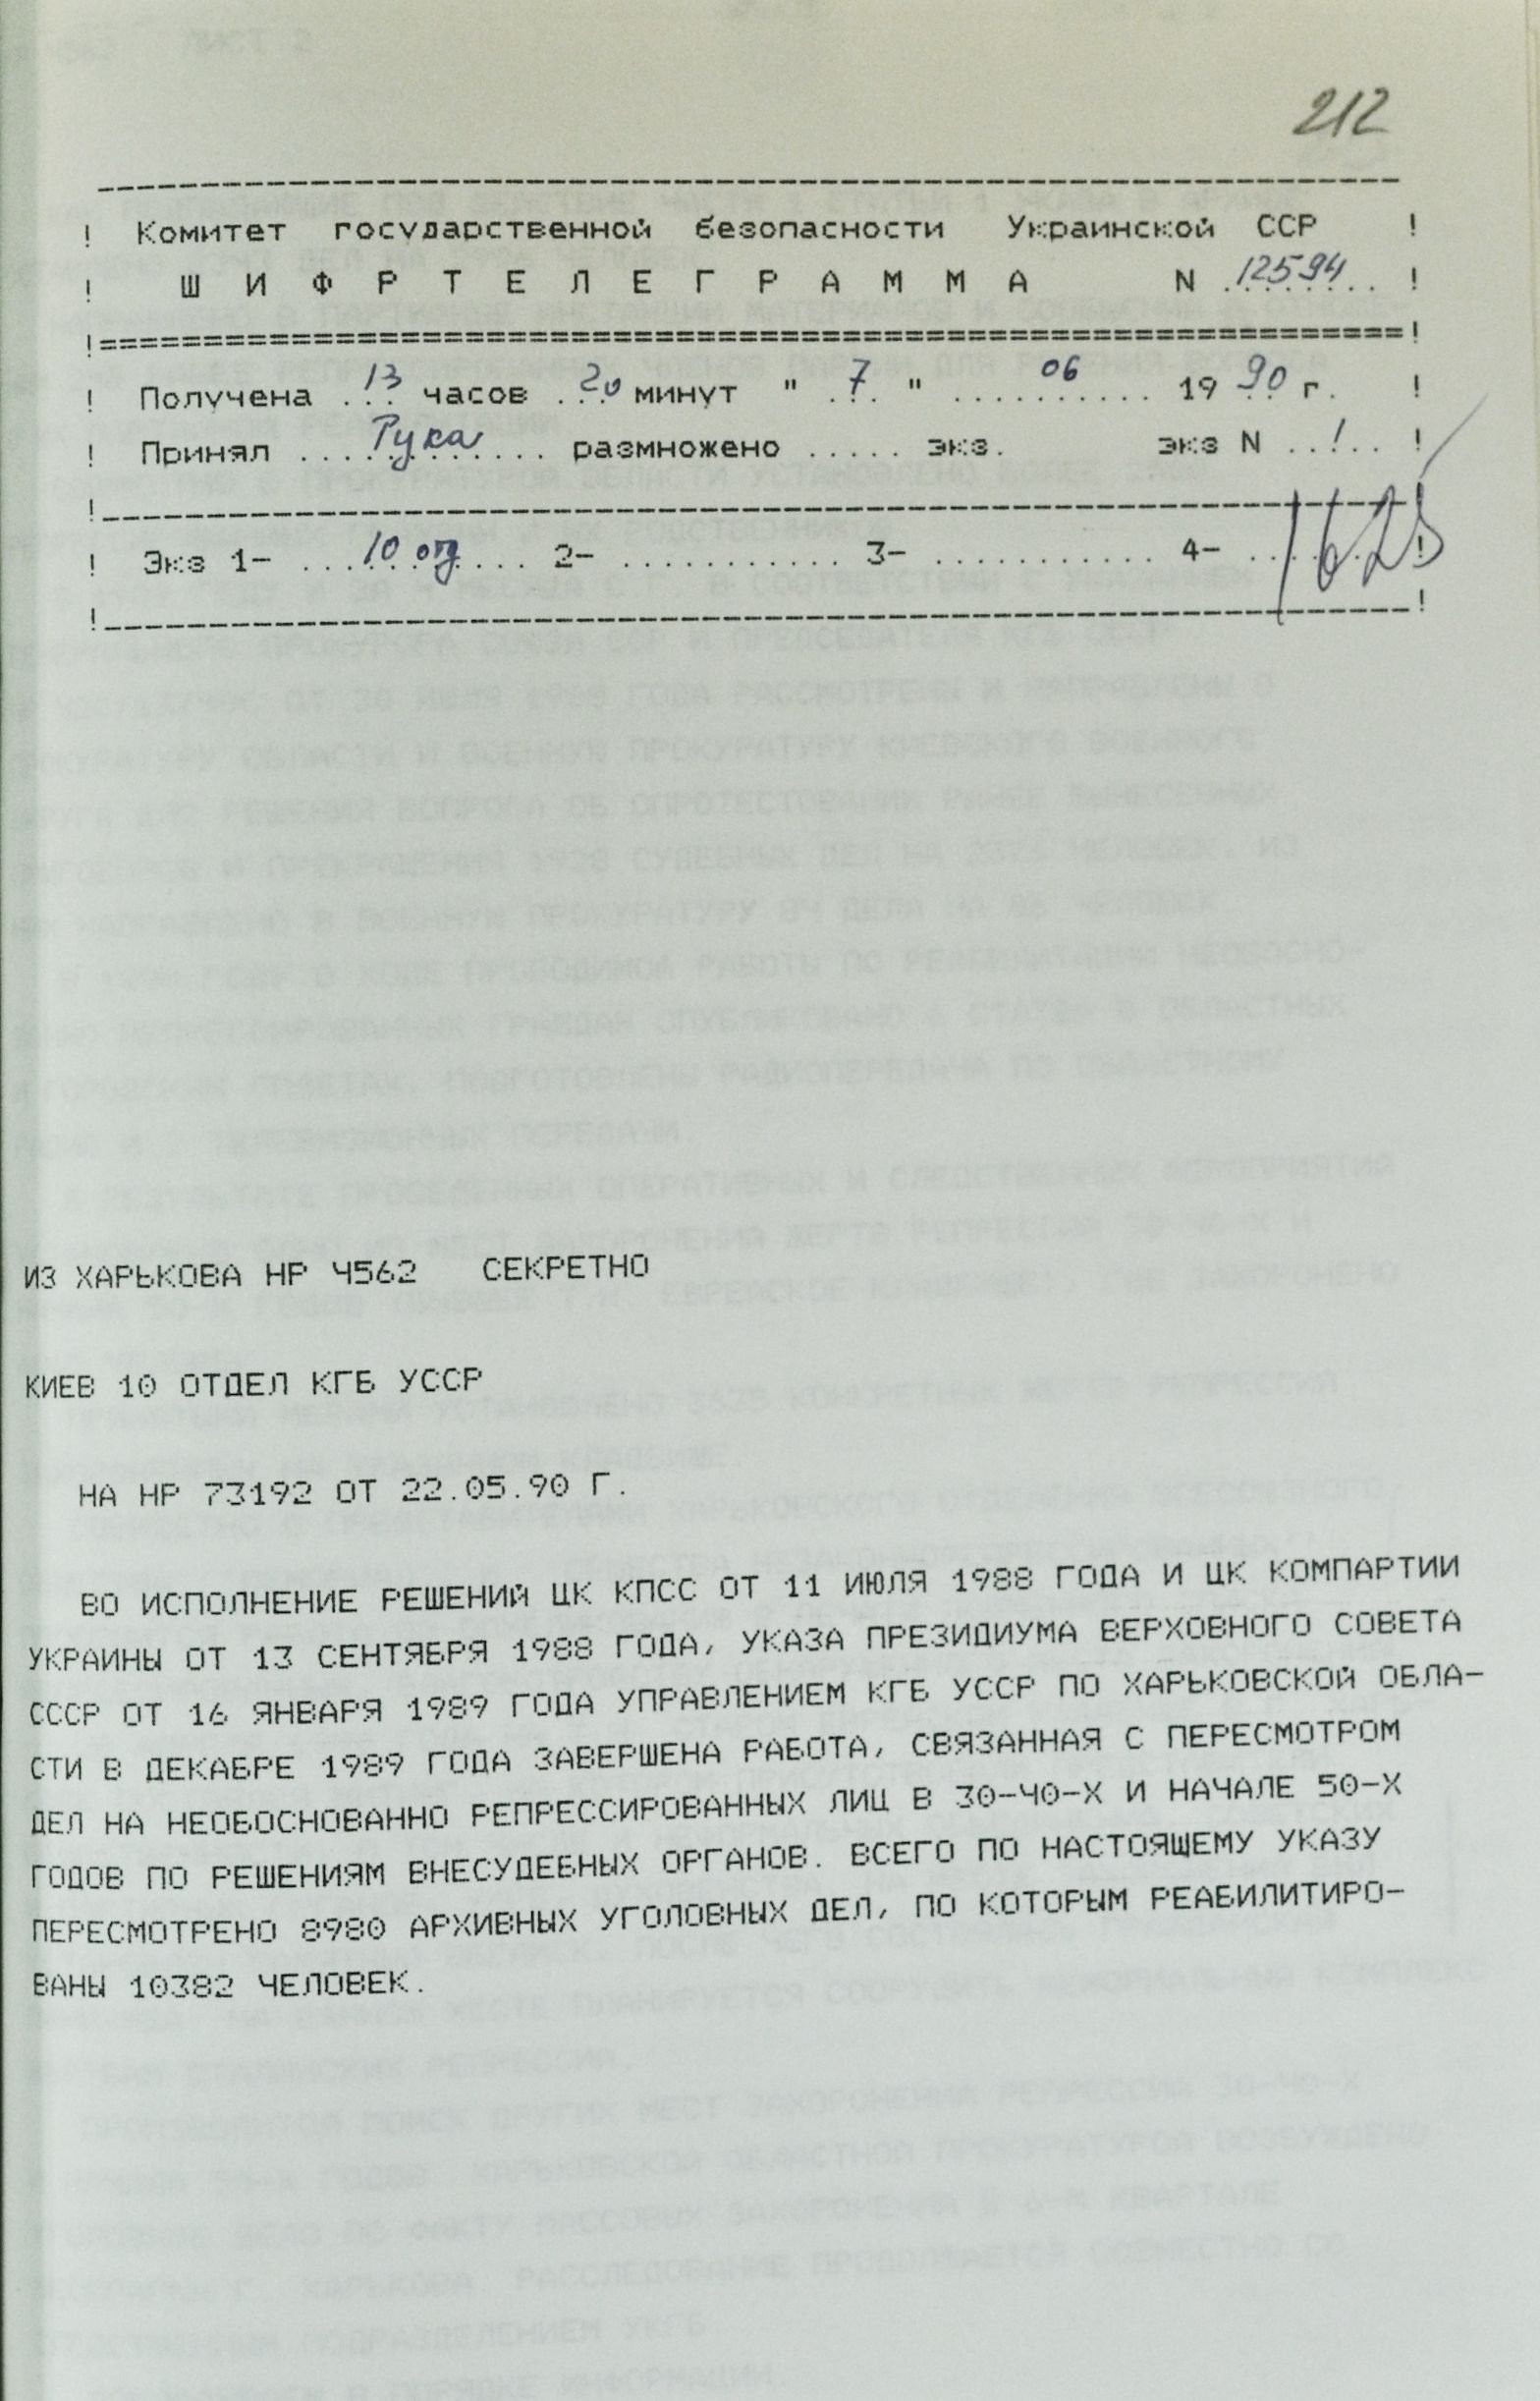 212
! Комитет государственной безопасности Украинской ССР !
! Ш И Ф Р Т Е Л Е Г Р А М М А N 12594 !
!================================================!
! Получена 13 часов 20 минут " 7 " 06 19 90 г. !
! Принял Рука размножено ..... экз. экз N ..!.. !
! Экз 1- 10 отд 2- ............ 3- ............ 4- ..
ИЗ ХАРЬКОВА НР 4562 СЕКРЕТНО
КИЕВ 10 ОТДЕЛ КГБ УССР
НА НР 73192 ОТ 22.05.90 Г.
ВО ИСПОЛНЕНИЕ РЕШЕНИЙ ЦК КПСС ОТ 11 ИЮЛЯ 1988 ГОДА И ЦК КОМПАРТИИ
УКРАИНЫ ОТ 13 СЕНТЯБРЯ 1988 ГОДА, УКАЗА ПРЕЗИДИУМА ВЕРХОВНОГО СОВЕТА
СССР ОТ 16 ЯНВАРЯ 1989 ГОДА УПРАВЛЕНИЕМ КГБ УССР ПО ХАРЬКОВСКОЙ ОБЛА-
СТИ В ДЕКАБРЕ 1989 ГОДА ЗАВЕРШЕНА РАБОТА, СВЯЗАННАЯ С ПЕРЕСМОТРОМ
ДЕЛ НА НЕОБОСНОВАННО РЕПРЕССИРОВАННЫХ ЛИЦ В 30-40-Х И НАЧАЛЕ 50-Х
ГОДОВ ПО РЕШЕНИЯМ ВНЕСУДЕБНЫХ ОРГАНОВ. ВСЕГО ПО НАСТОЯЩЕМУ УКАЗУ
ПЕРЕСМОТРЕНО 8980 АРХИВНЫХ УГОЛОВНЫХ ДЕЛ, ПО КОТОРЫМ РЕАБИЛИТИРО-
ВАНЫ 10382 ЧЕЛОВЕК.